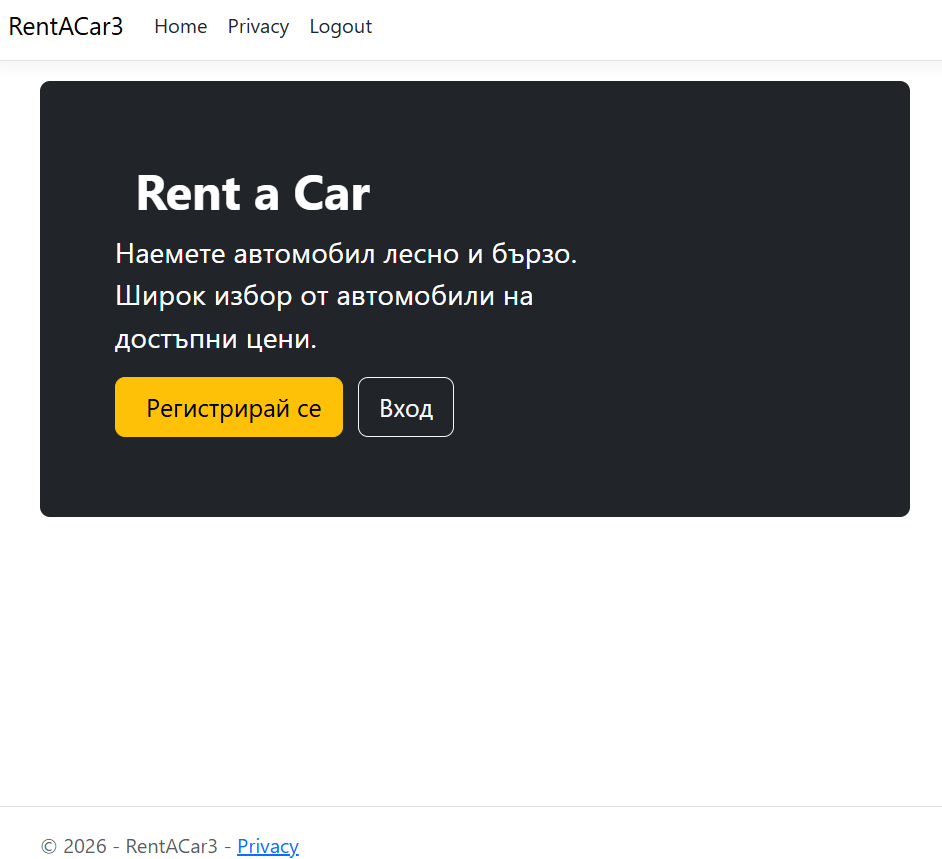 RentACar3 Home Privacy Logout
Rent a Car
Наемете автомобил лесно и бързо.
Широк избор от автомобили на
достъпни цени.
Регистрирай се Вход
© 2026 - RentACar3 - Privacy